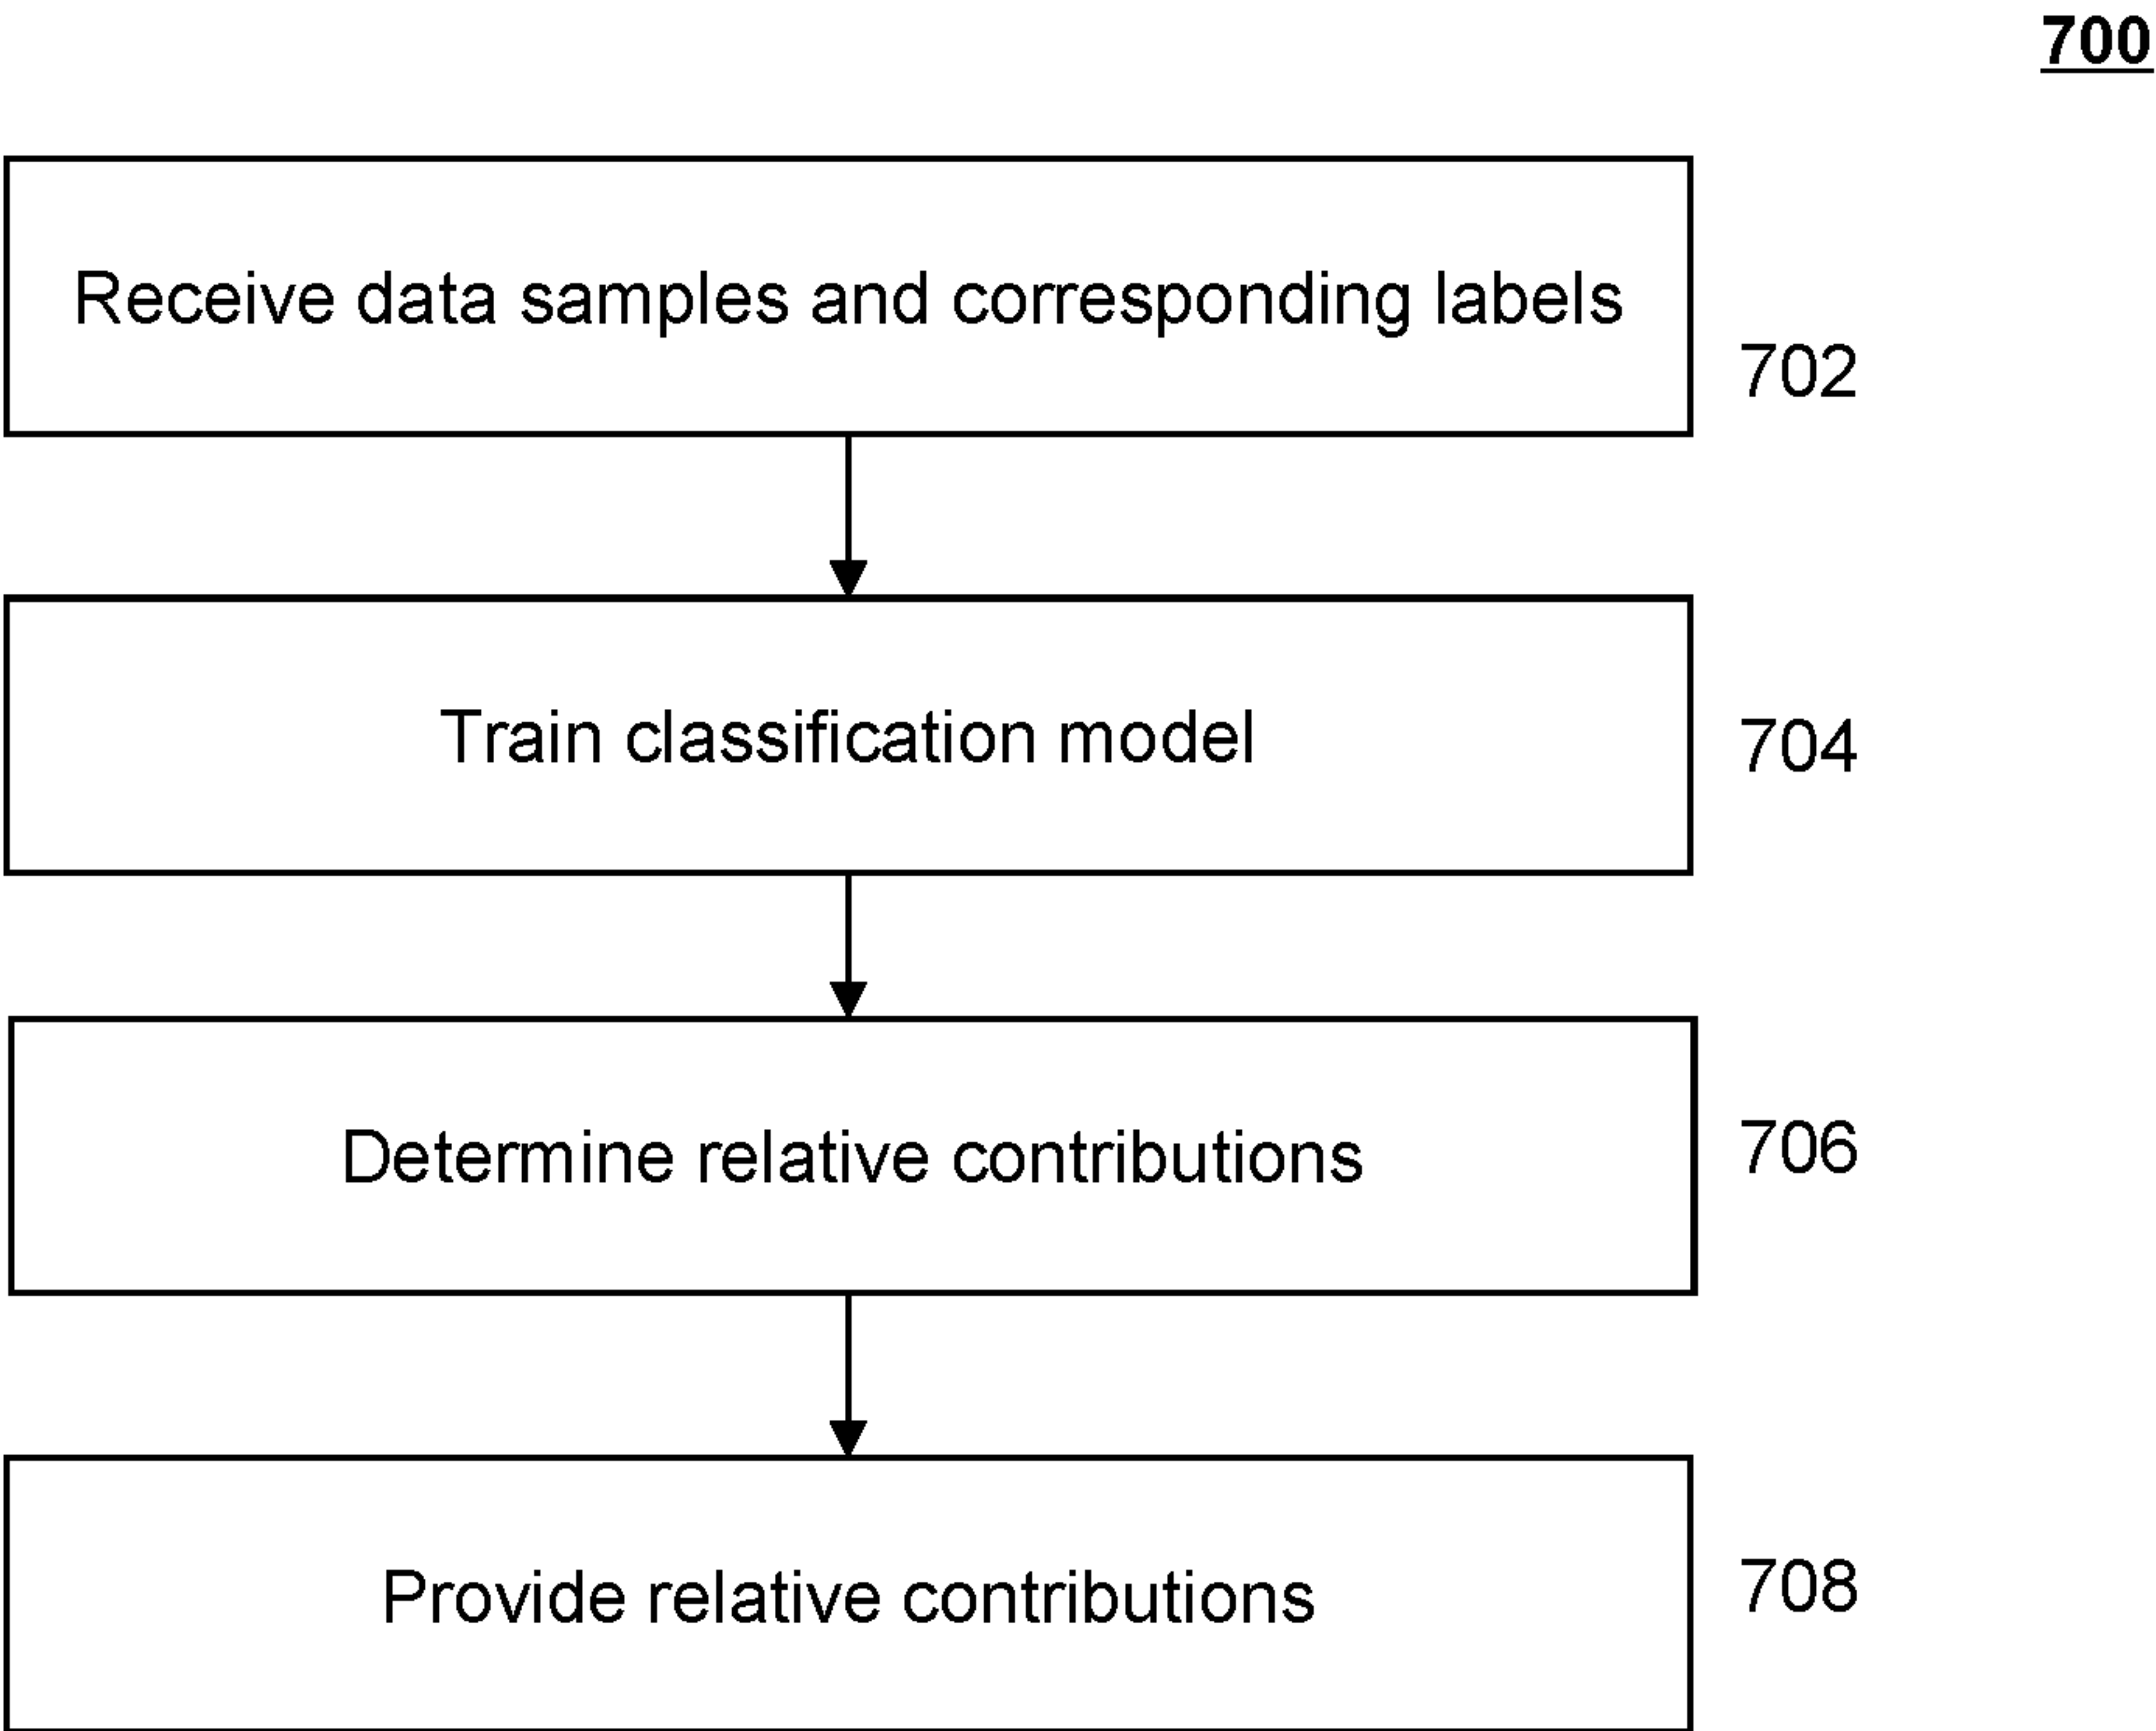 700
Receive data samples and corresponding labels
702
Train classification model
704
Determine relative contributions
706
Provide relative contributions
708